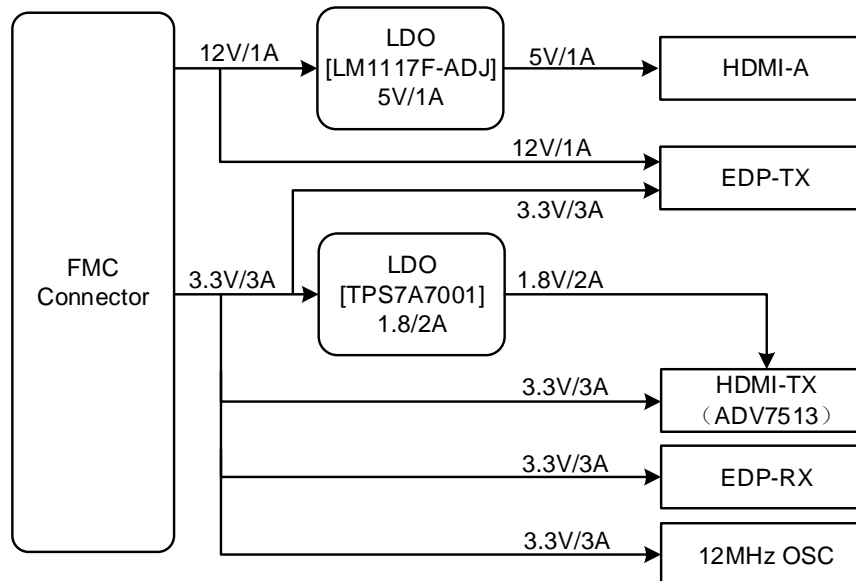 12V/1A
LDO
[LM1117F-ADJ]
5V/1A
5V/1A
HDMI-A
12V/1A
EDP-TX
3.3V/3A
FMC
Connector
3.3V/3A
LDO
[TPS7A7001]
1.8/2A
1.8V/2A
3.3V/3A
HDMI-TX
（ADV7513）
3.3V/3A
EDP-RX
3.3V/3A
12MHz OSC